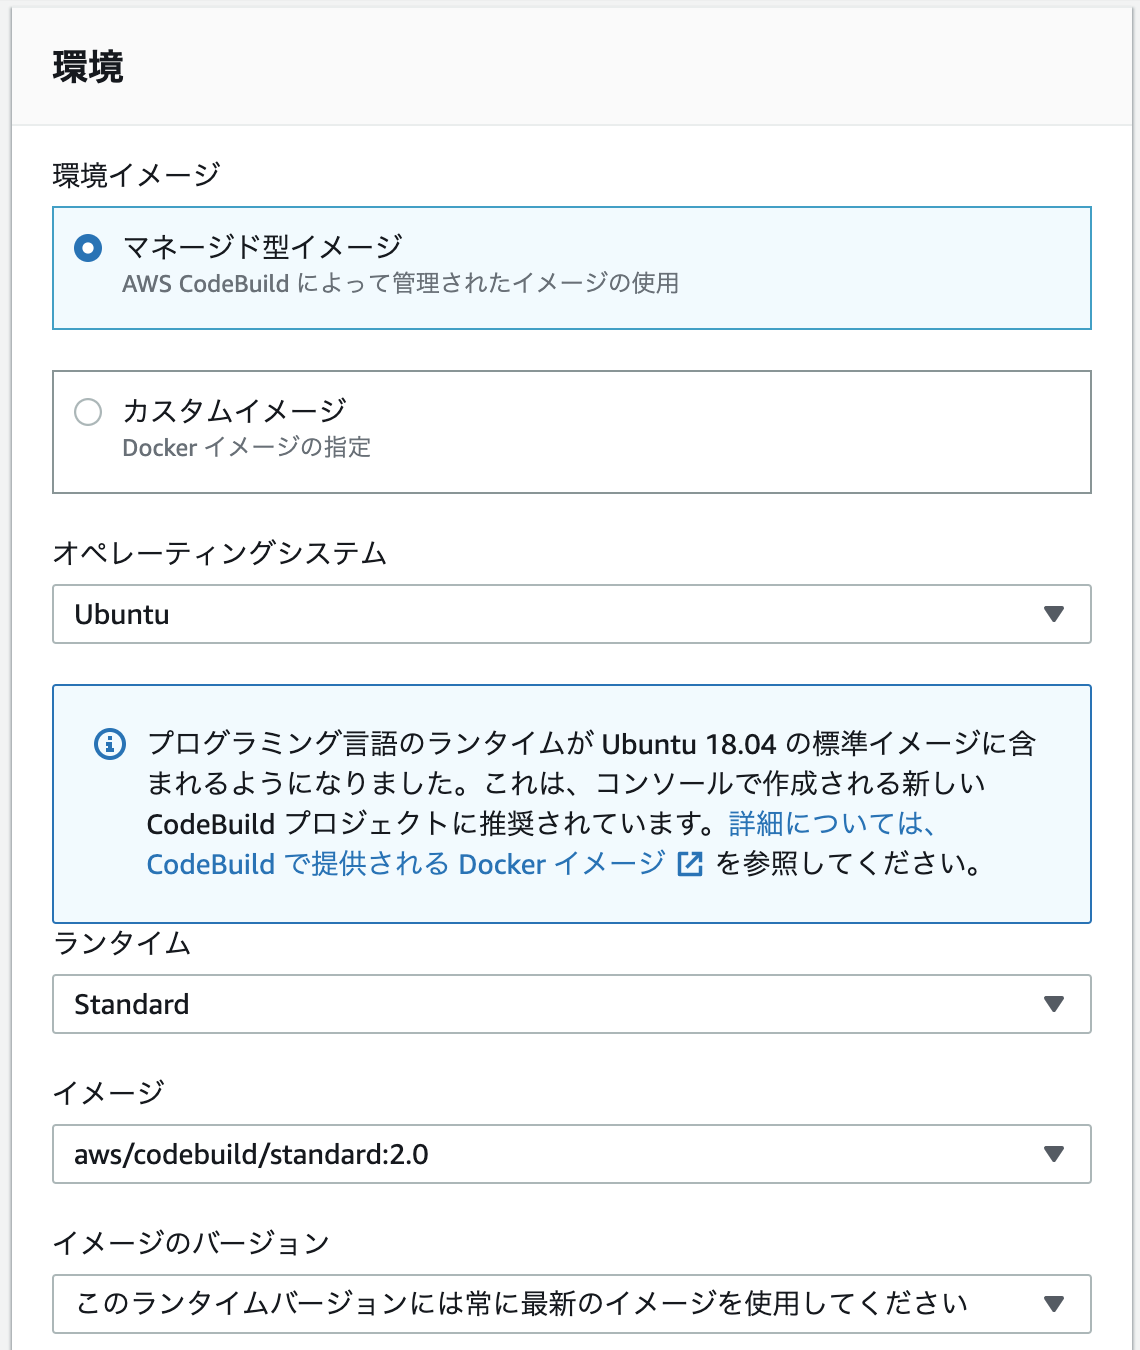 環境
環境イメージ
マネージド型イメージ
AWS CodeBuild によって管理されたイメージの使用
カスタムイメージ
Docker イメージの指定
オペレーティングシステム
Ubuntu
プログラミング言語のランタイムが Ubuntu 18.04 の標準イメージに含
まれるようになりました。これは、コンソールで作成される新しい
CodeBuild プロジェクトに推奨されています。詳細については、
CodeBuild で提供される Docker イメージ を参照してください。
ランタイム
Standard
イメージ
aws/codebuild/standard:2.0
イメージのバージョン
このランタイムバージョンには常に最新のイメージを使用してください